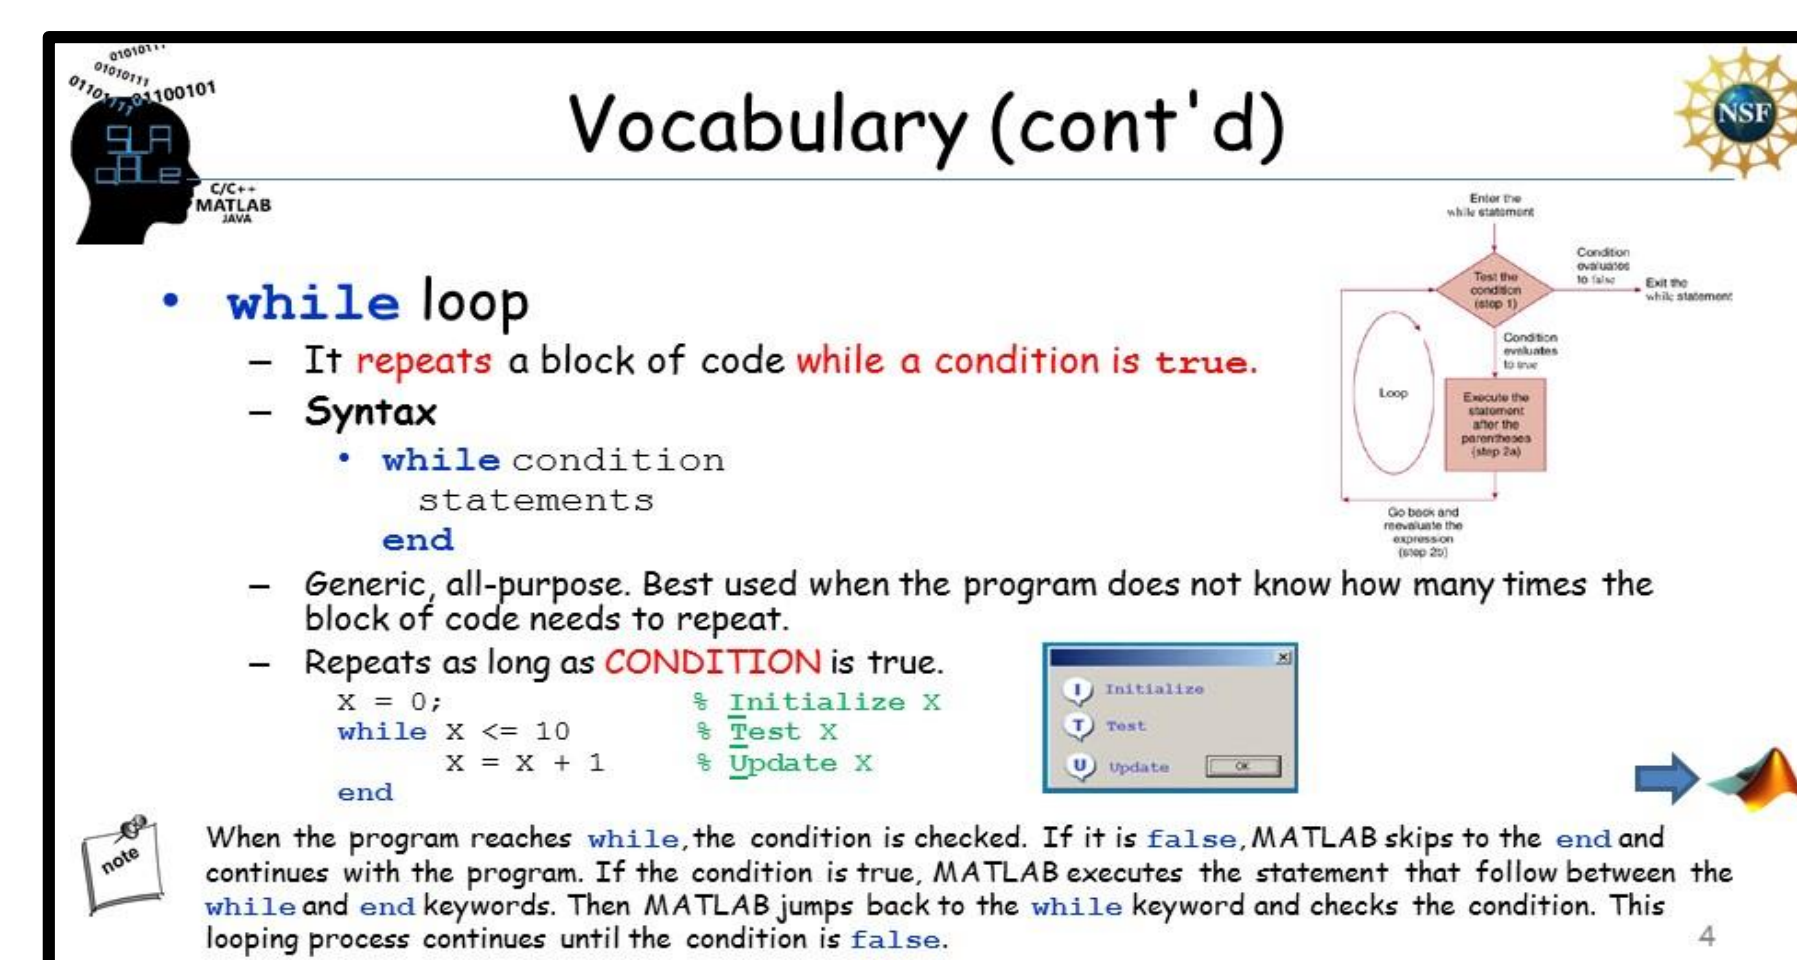 01010111
01010111
01101111 01100101
SLA
able
C/C++
MATLAB
JAVA
Vocabulary (cont'd)
NSF
Enter the
while statement
Test the
condition
(step 1)
Condition
evaluates
to false
Exit the
while statement
Condition
evaluates
to true
Loop
Execute the
statement
after the
parentheses
(step 2a)
Go back and
reevaluate the
expression
(step 2b)
• while loop
– It repeats a block of code while a condition is true.
– Syntax
• while condition
statements
end
– Generic, all-purpose. Best used when the program does not know how many times the
block of code needs to repeat.
– Repeats as long as CONDITION is true.
X = 0; % Initialize X
while X <= 10 % Test X
X = X + 1 % Update X
end
I Initialize
T Test
U Update OK
note
When the program reaches while, the condition is checked. If it is false, MATLAB skips to the end and
continues with the program. If the condition is true, MATLAB executes the statement that follow between the
while and end keywords. Then MATLAB jumps back to the while keyword and checks the condition. This
looping process continues until the condition is false.
4